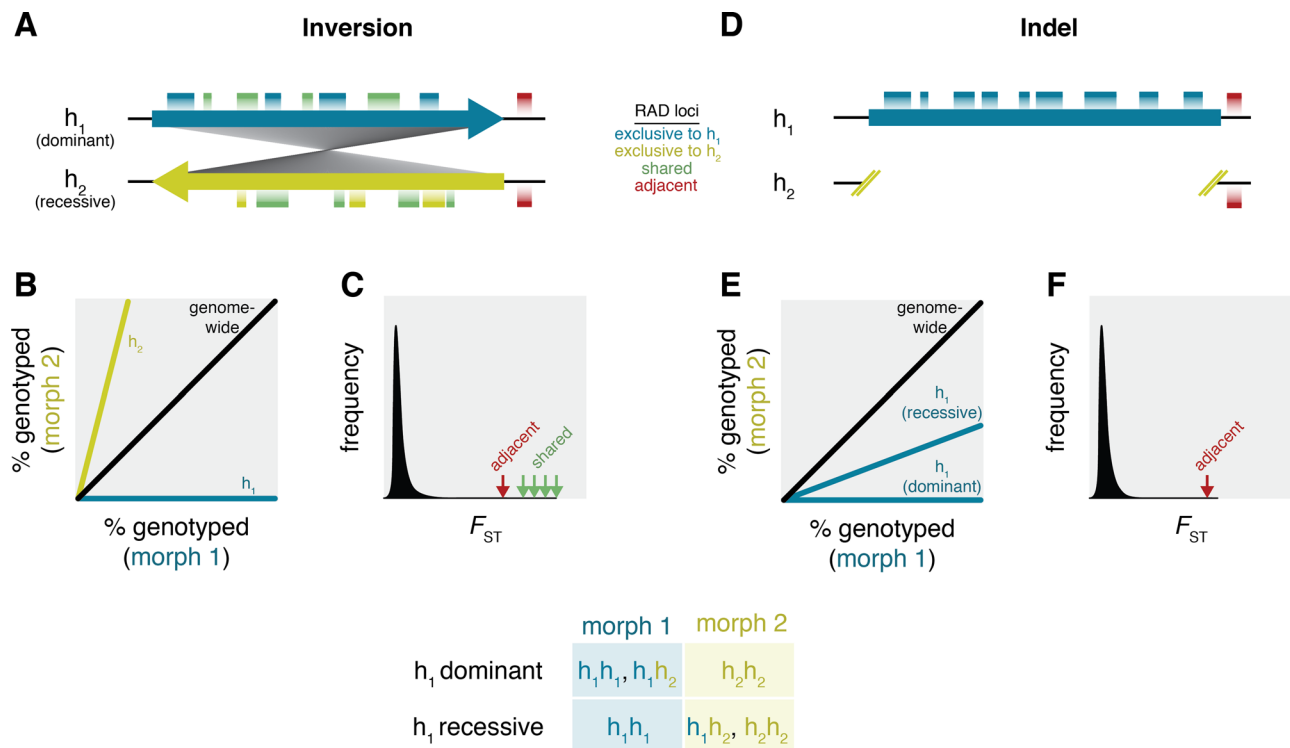 A
Inversion
h1
(dominant)
h2
(recessive)
RAD loci
exclusive to h1
exclusive to h2
shared
adjacent
D
Indel
h1
h2
B
% genotyped
(morph 2)
h2
genome-
wide
h1
% genotyped
(morph 1)
C
frequency
adjacent
shared
FST
E
% genotyped
(morph 2)
genome-
wide
h1
(recessive)
h1
(dominant)
% genotyped
(morph 1)
F
frequency
adjacent
FST
morph 1 morph 2
h1 dominant h1h1, h1h2 h2h2
h1 recessive h1h1 h1h2, h2h2